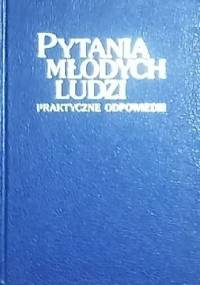 PYTANIA
MŁODYCH
LUDZI
PRAKTYCZNE ODPOWIEDZI